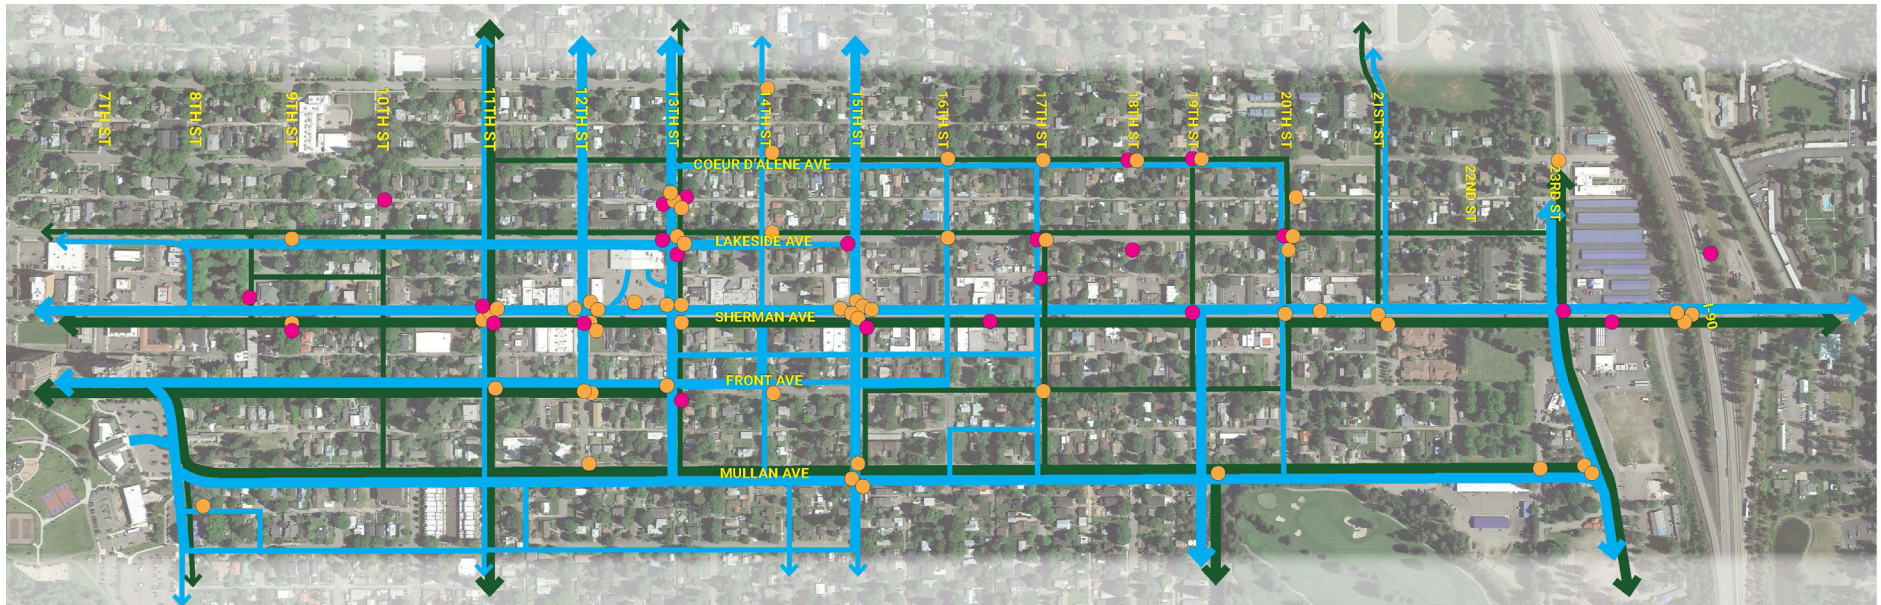 7TH ST
8TH ST
9TH ST
10TH ST
11TH ST
12TH ST
13TH ST
14TH ST
15TH ST
16TH ST
17TH ST
18TH ST
19TH ST
20TH ST
21ST ST
22ND ST
23RD ST
COEUR D'ALENE AVE
LAKESIDE AVE
SHERMAN AVE
I-90
FRONT AVE
MULLAN AVE